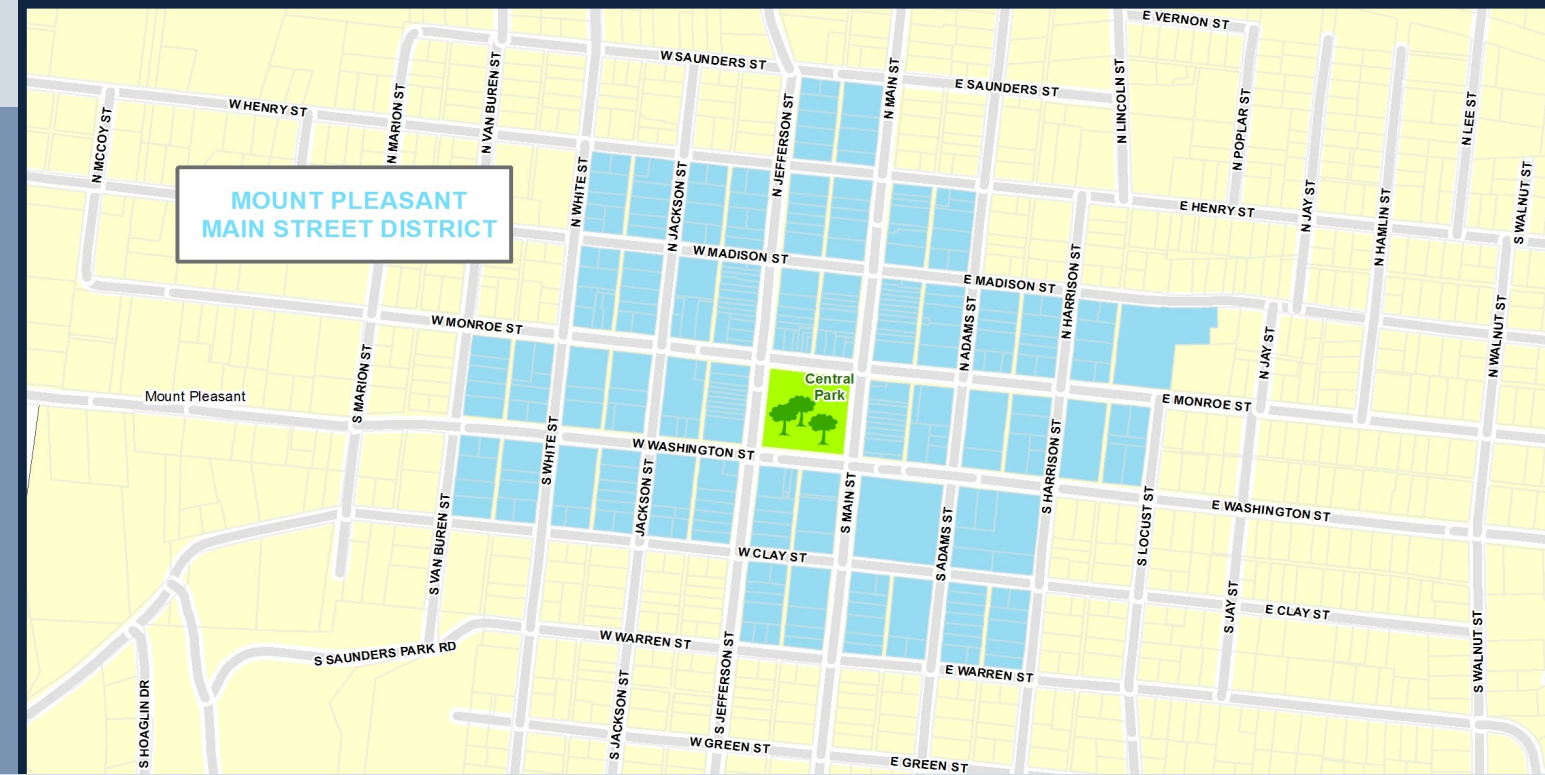 E VERNON ST
W SAUNDERS ST
E SAUNDERS ST
N MAIN ST
N LINCOLN ST
N VAN BUREN ST
N MARION ST
W HENRY ST
N MCCOY ST
N JEFFERSON ST
N POPLAR ST
N LEE ST
MOUNT PLEASANT
MAIN STREET DISTRICT
N WHITE ST
N JACKSON ST
E HENRY ST
N JAY ST
N HAMLIN ST
S WALNUT ST
W MADISON ST
E MADISON ST
N HARRISON ST
N ADAMS ST
W MONROE ST
N JAY ST
N WALNUT ST
S MARION ST
Mount Pleasant
Central
Park
E MONROE ST
S WHITE ST
W WASHINGTON ST
JACKSON ST
S MAIN ST
S HARRISON ST
S VAN BUREN ST
S ADAMS ST
S LOCUST ST
E WASHINGTON ST
W CLAY ST
E CLAY ST
S JAY ST
S WALNUT ST
S SAUNDERS PARK RD
W WARREN ST
E WARREN ST
S HOAGLIN DR
S JACKSON ST
S JEFFERSON ST
W GREEN ST
E GREEN ST